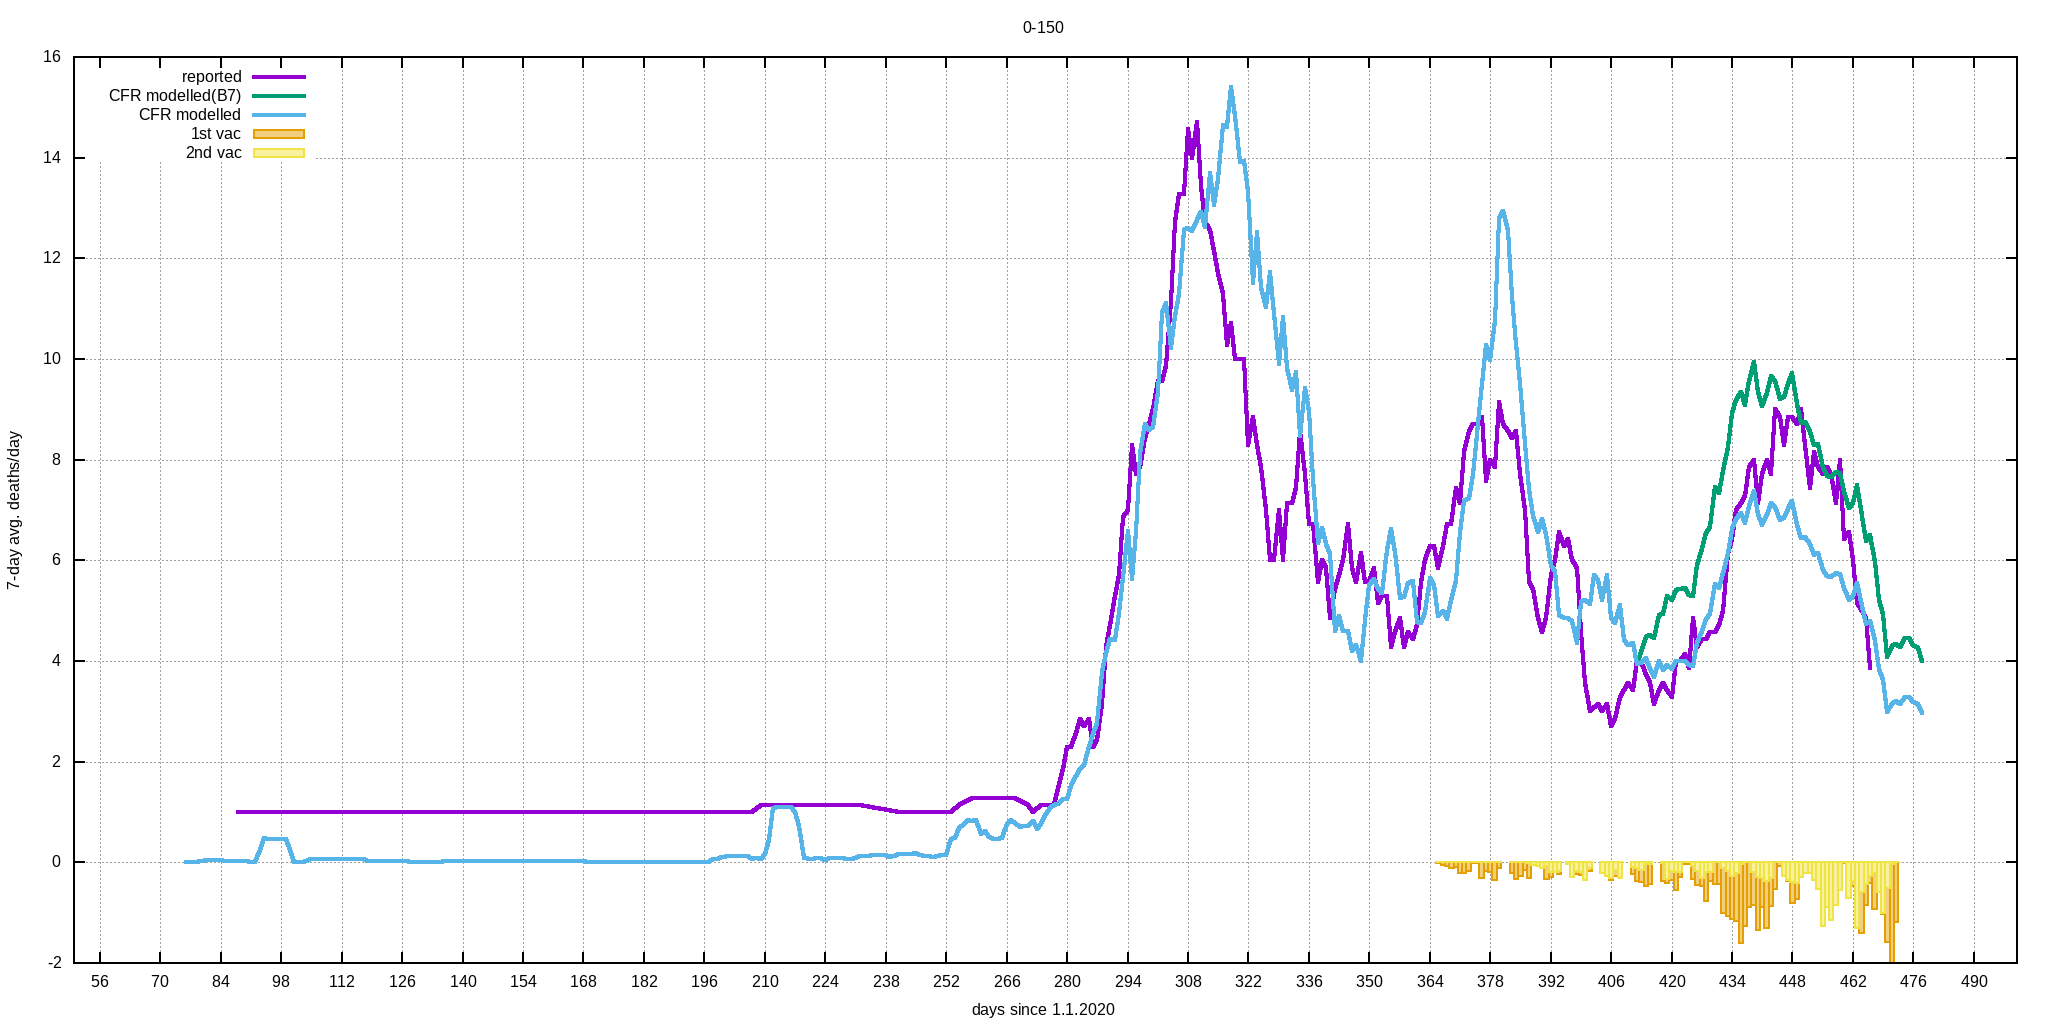 0-150
reported
CFR modelled(B7)
CFR modelled
1st vac
2nd vac
16
14
12
10
8
6
4
2
0
-2
7-day avg. deaths/day
56 70 84 98 112 126 140 154 168 182 196 210 224 238 252 266 280 294 308 322 336 350 364 378 392 406 420 434 448 462 476 490
days since 1.1.2020